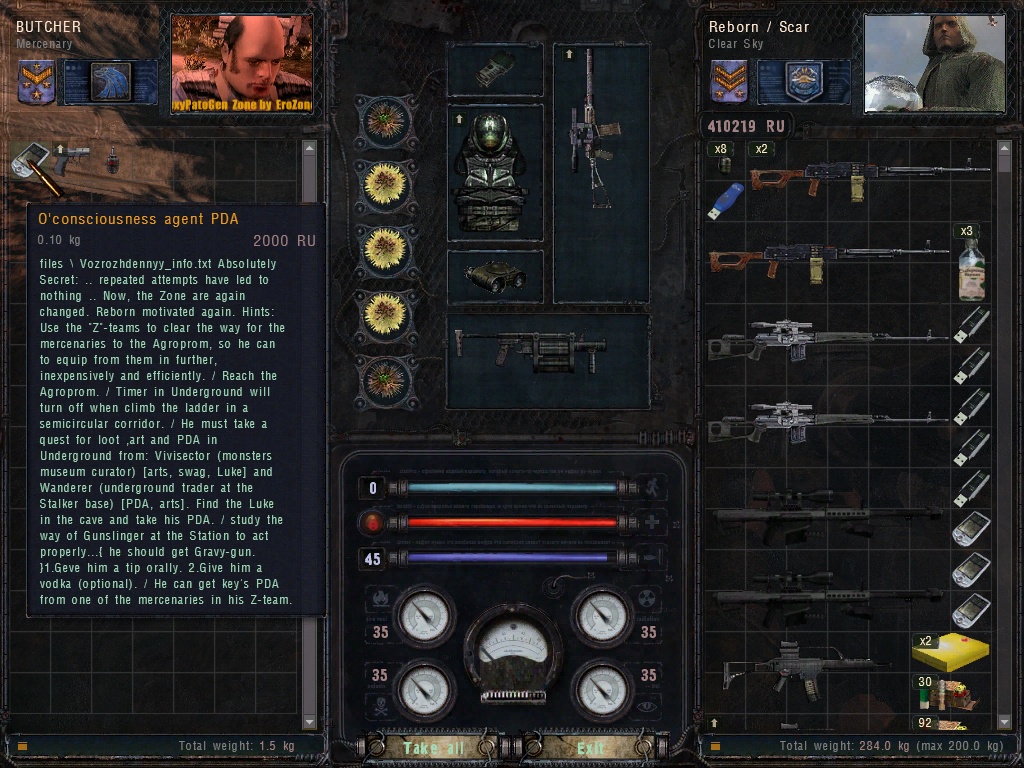 BUTCHER
Mercenary
xyPatoGen Zone by EroZon
Reborn / Scar
Clear Sky
410219 RU
x8
x2
O'consciousness agent PDA
0.10 kg
2000 RU
files \ Vozrozhdennyy_info.txt Absolutely
Secret: .. repeated attempts have led to
nothing .. Now, the Zone are again
changed. Reborn motivated again. Hints:
Use the "Z"-teams to clear the way for the
mercenaries to the Agroprom, so he can
to equip from them in further,
inexpensively and efficiently. / Reach the
Agroprom. / Timer in Underground will
turn off when climb the ladder in a
semicircular corridor. / He must take a
quest for loot ,art and PDA in
Underground from: Vivisector (monsters
museum curator) [arts, swag, Luke] and
Wanderer (underground trader at the
Stalker base) [PDA, arts]. Find the Luke
in the cave and take his PDA. / study the
way of Gunslinger at the Station to act
properly...{ he should get Gravy-gun.
}1.Geve him a tip orally. 2.Give him a
vodka (optional). / He can get key's PDA
from one of the mercenaries in his Z-team.
x3
0
45
35
35
35
35
x2
30
92
Take all
Exit
Total weight: 1.5 kg
Total weight: 284.0 kg (max 200.0 kg)